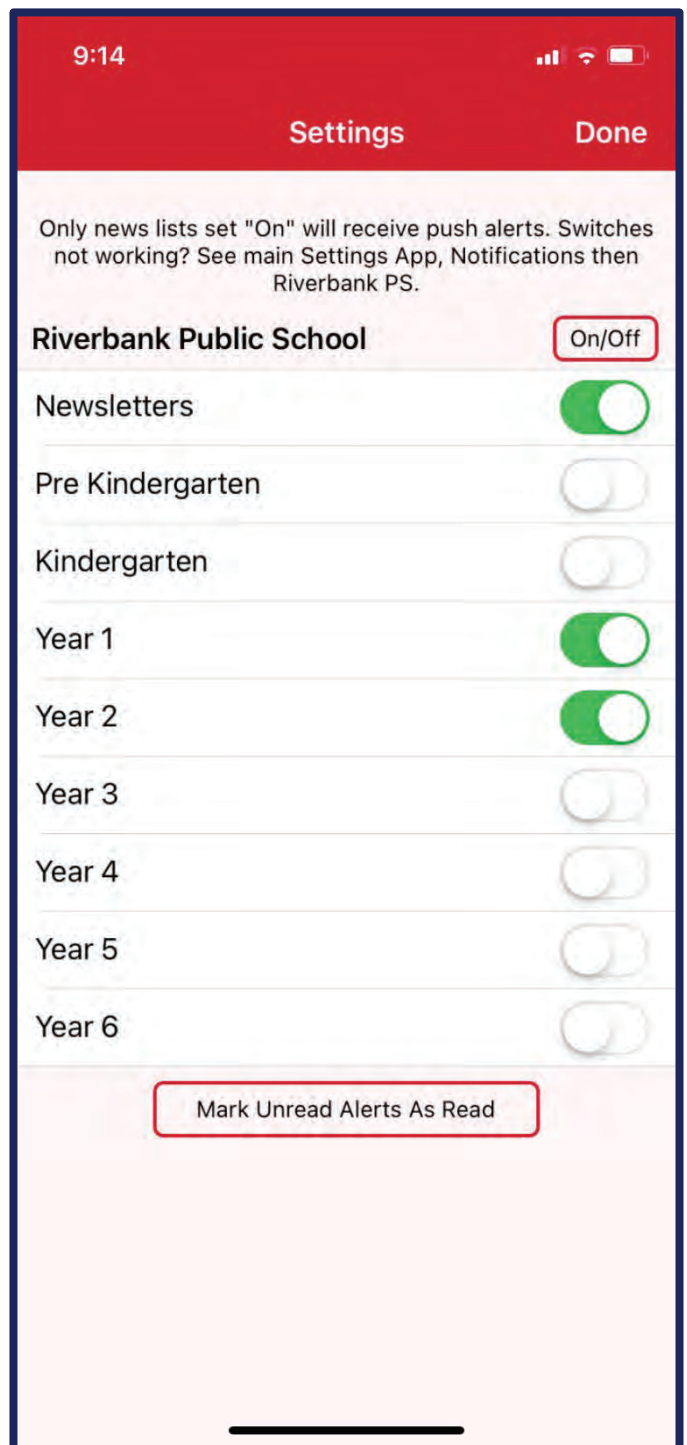 9:14
Settings
Done
Only news lists set "On" will receive push alerts. Switches
not working? See main Settings App, Notifications then
Riverbank PS.
Riverbank Public School
On/Off
Newsletters
Pre Kindergarten
Kindergarten
Year 1
Year 2
Year 3
Year 4
Year 5
Year 6
Mark Unread Alerts As Read